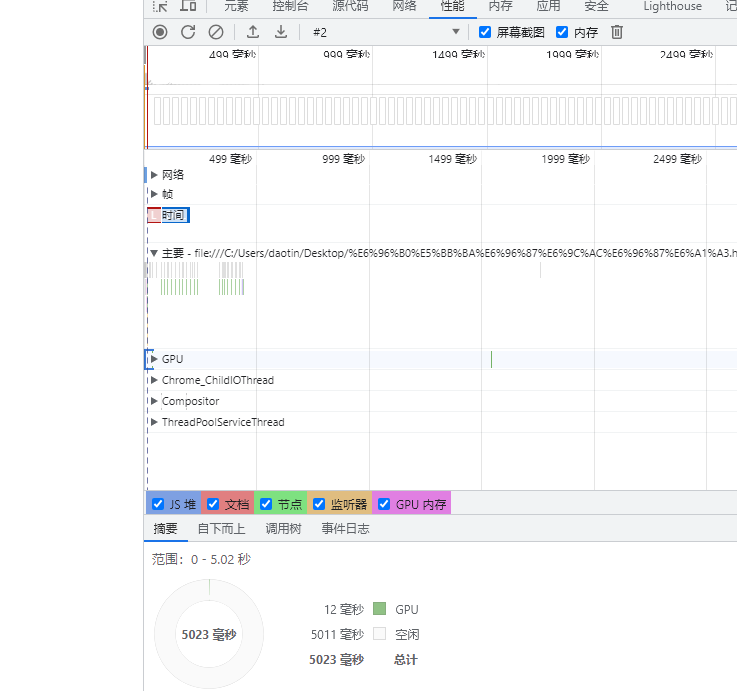 元素 控制台 源代码 网络 性能 内存 应用 安全 Lighthouse 记
#2 屏幕截图 内存
499 毫秒 999 毫秒 1499 毫秒 1999 毫秒 2499 毫秒
499 毫秒 999 毫秒 1499 毫秒 1999 毫秒 2499 毫秒
网络
帧
L 时间
主要 - file:///C:/Users/daotin/Desktop/%E6%96%B0%E5%BB%BA%E6%96%87%E6%9C%AC%E6%96%87%E6%A1%A3.h
GPU
Chrome_ChildIOThread
Compositor
ThreadPoolServiceThread
JS 堆 文档 节点 监听器 GPU 内存
摘要 自下而上 调用树 事件日志
范围：0 - 5.02 秒
12 毫秒 GPU
5023 毫秒 5011 毫秒 空闲
5023 毫秒 总计